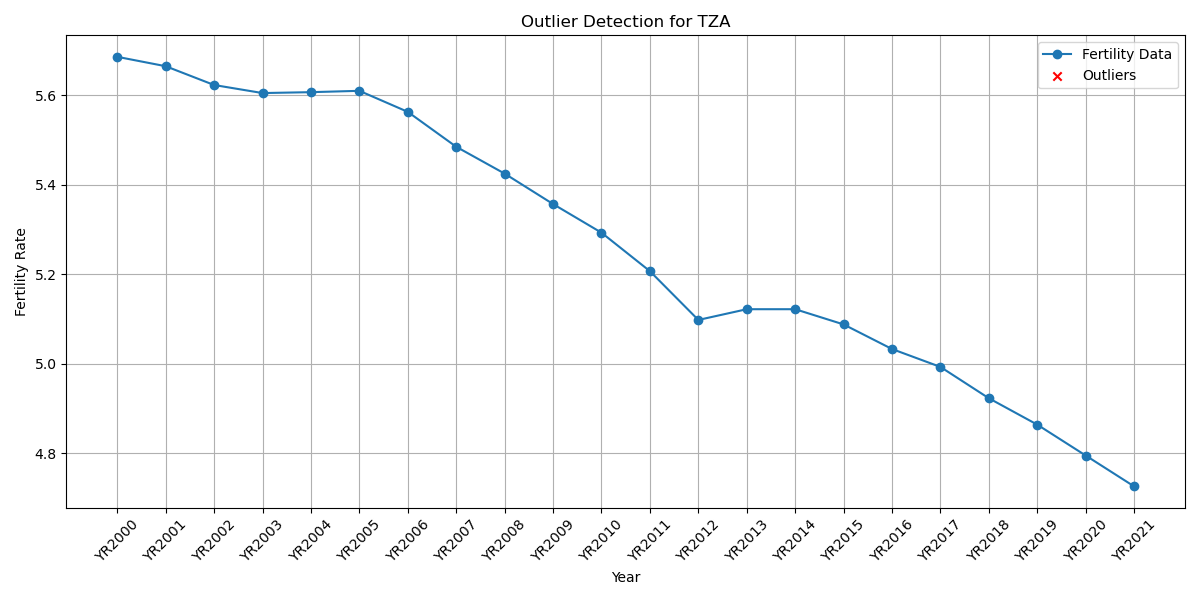 Outlier Detection for TZA
Fertility Data
Outliers
Fertility Rate
5.6
5.4
5.2
5.0
4.8
YR2000
YR2001
YR2002
YR2003
YR2004
YR2005
YR2006
YR2007
YR2008
YR2009
YR2010
YR2011
YR2012
YR2013
YR2014
YR2015
YR2016
YR2017
YR2018
YR2019
YR2020
YR2021
Year